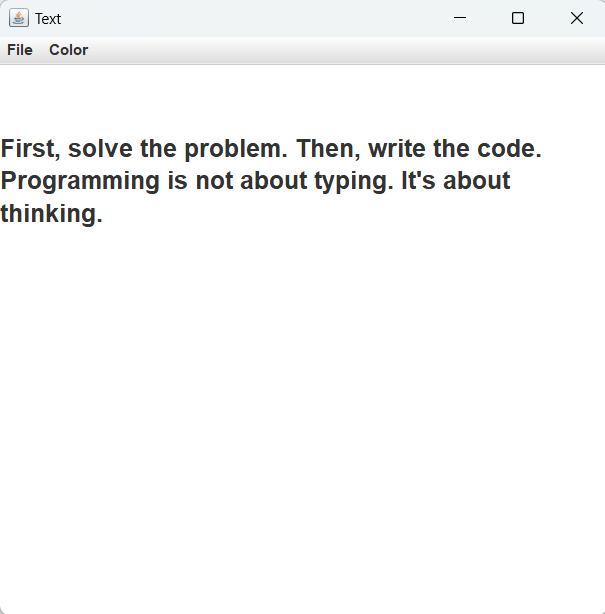 Text
File Color
First, solve the problem. Then, write the code.
Programming is not about typing. It's about
thinking.